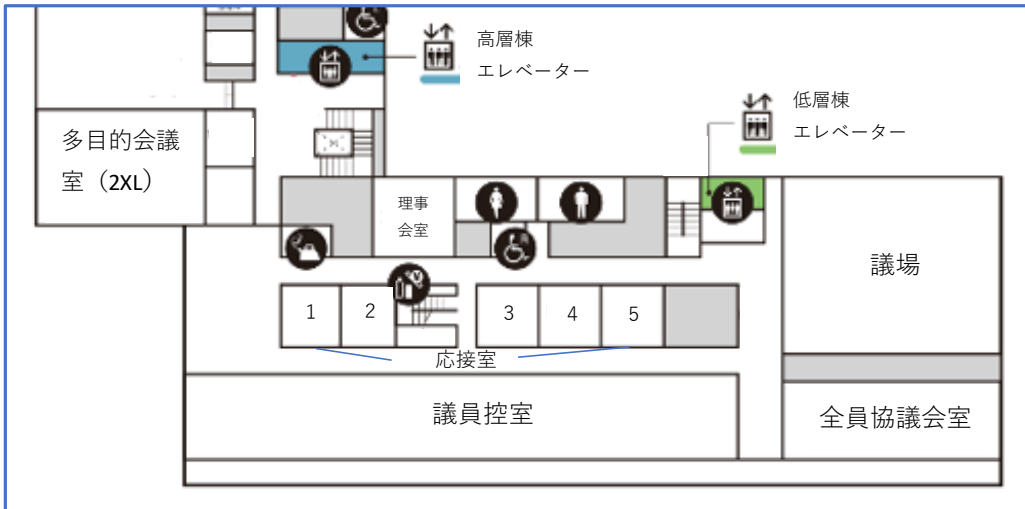 高層棟
エレベーター
低層棟
エレベーター
多目的会議
室（2XL）
理事
会室
議場
1
2
3
4
5
応接室
議員控室
全員協議会室